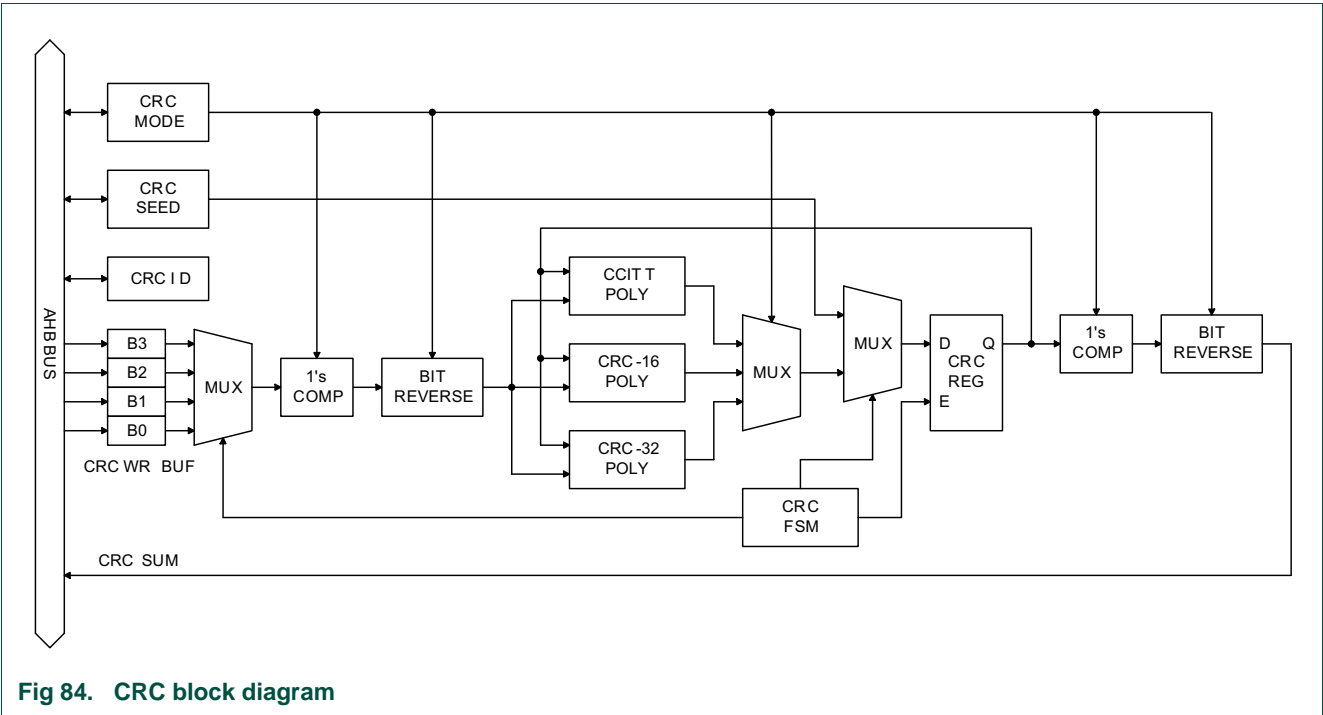 CRC
MODE
CRC
SEED
CRC ID
AHB BUS
B3
B2
B1
B0
CRC WR BUF
MUX
1's
COMP
BIT
REVERSE
CCITT
POLY
CRC-16
POLY
CRC-32
POLY
MUX
MUX
D Q
CRC
REG
E
1's
COMP
BIT
REVERSE
CRC
FSM
CRC SUM
Fig 84. CRC block diagram